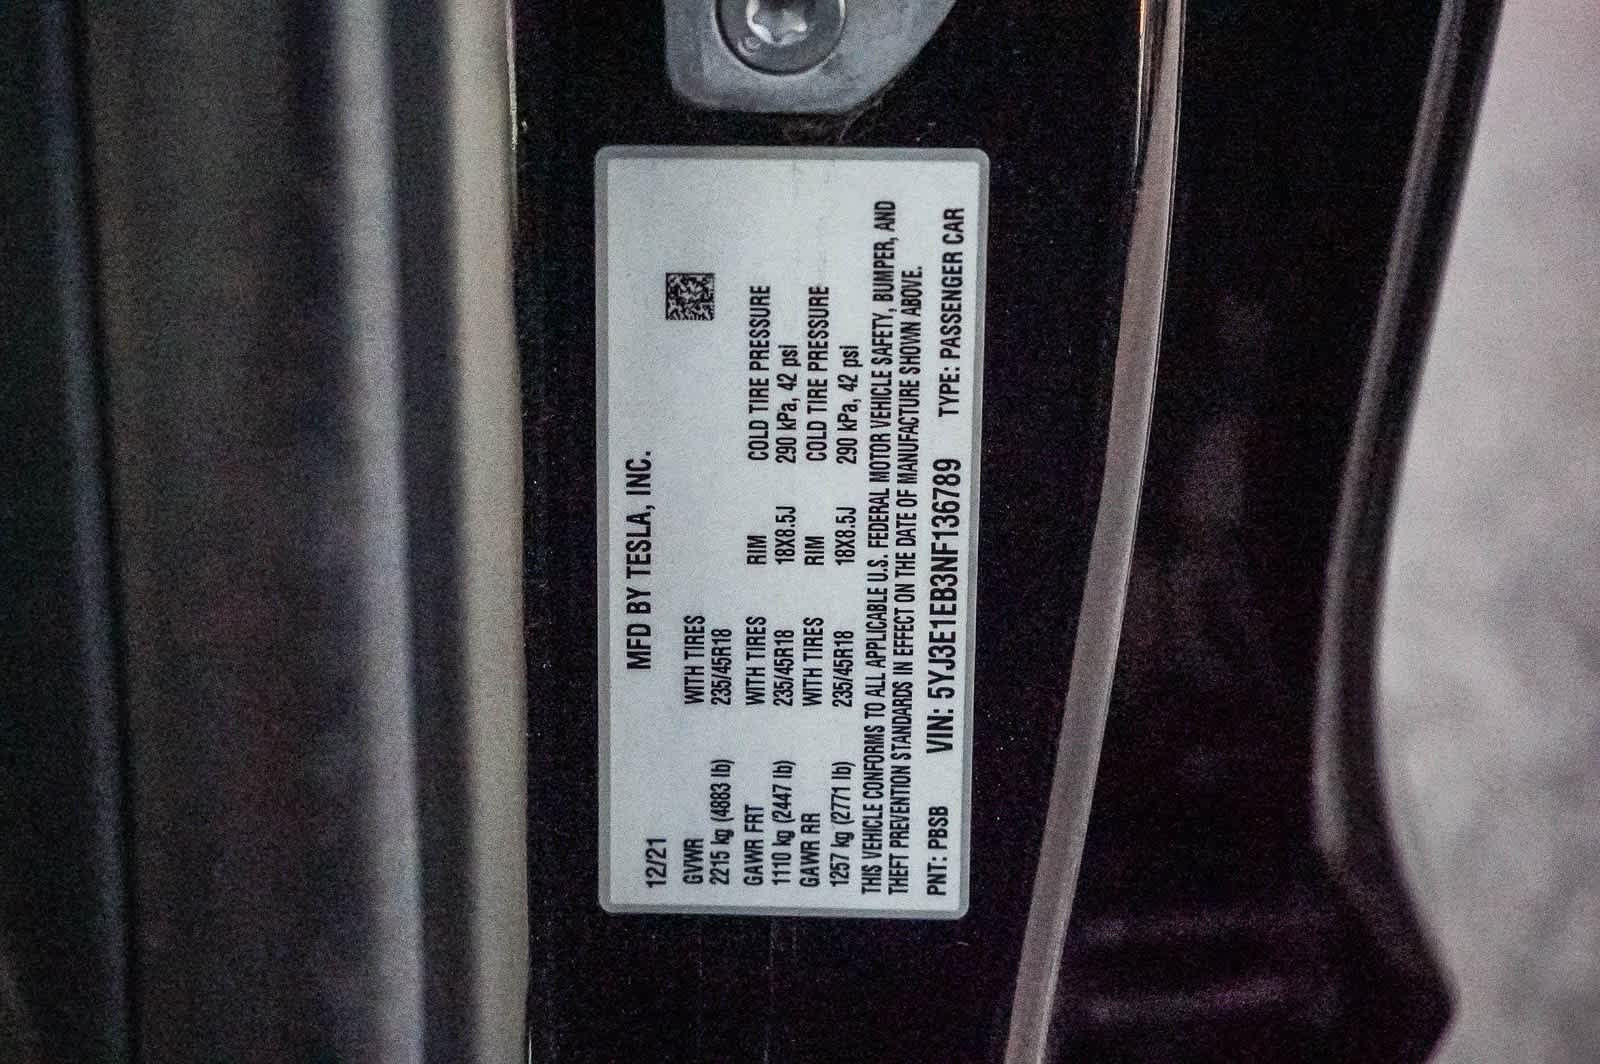 MFD BY TESLA, INC.
12/21
GVWR WITH TIRES
2215 kg (4883 lb) 235/45R18
GAWR FRT WITH TIRES RIM COLD TIRE PRESSURE
1110 kg (2447 lb) 235/45R18 18X8.5J 290 kPa, 42 psi
GAWR RR WITH TIRES RIM COLD TIRE PRESSURE
1257 kg (2771 lb) 235/45R18 18X8.5J 290 kPa, 42 psi
THIS VEHICLE CONFORMS TO ALL APPLICABLE U.S. FEDERAL MOTOR VEHICLE SAFETY, BUMPER, AND
THEFT PREVENTION STANDARDS IN EFFECT ON THE DATE OF MANUFACTURE SHOWN ABOVE.
PNT: PBSB VIN: 5YJ3E1EB3NF136789 TYPE: PASSENGER CAR